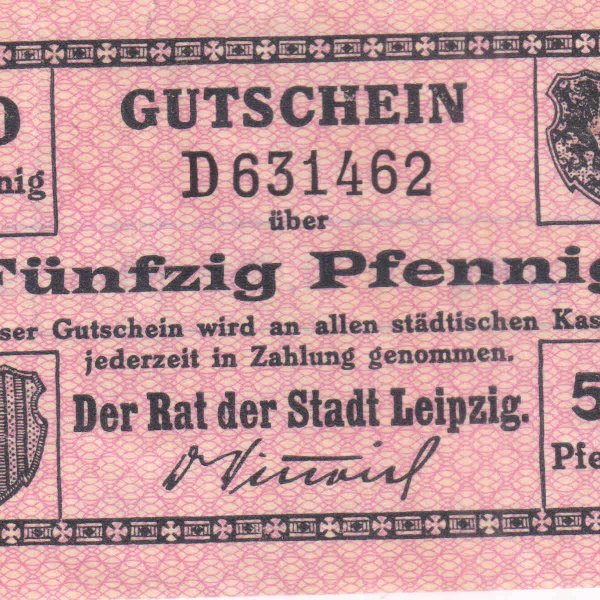 GUTSCHEIN
0
nig
D631462
über
Fünfzig Pfennig
ser Gutschein wird an allen städtischen Kas
jederzeit in Zahlung genommen.
5
Der Rat der Stadt Leipzig.
Pfe